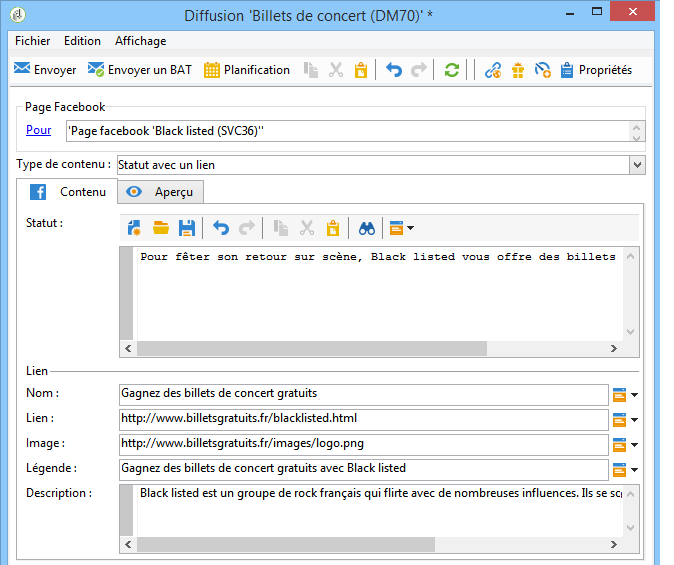 Diffusion 'Billets de concert (DM70)' *
Fichier Edition Affichage
Envoyer Envoyer un BAT Planification Propriétés
Page Facebook
Pour 'Page facebook 'Black listed (SVC36)''
Type de contenu : Statut avec un lien
Contenu Aperçu
Statut :
Pour fêter son retour sur scène, Black listed vous offre des billets
Lien
Nom : Gagnez des billets de concert gratuits
Lien : http://www.billetsgratuits.fr/blacklisted.html
Image : http://www.billetsgratuits.fr/images/logo.png
Légende : Gagnez des billets de concert gratuits avec Black listed
Description : Black listed est un groupe de rock français qui flirte avec de nombreuses influences. Ils se